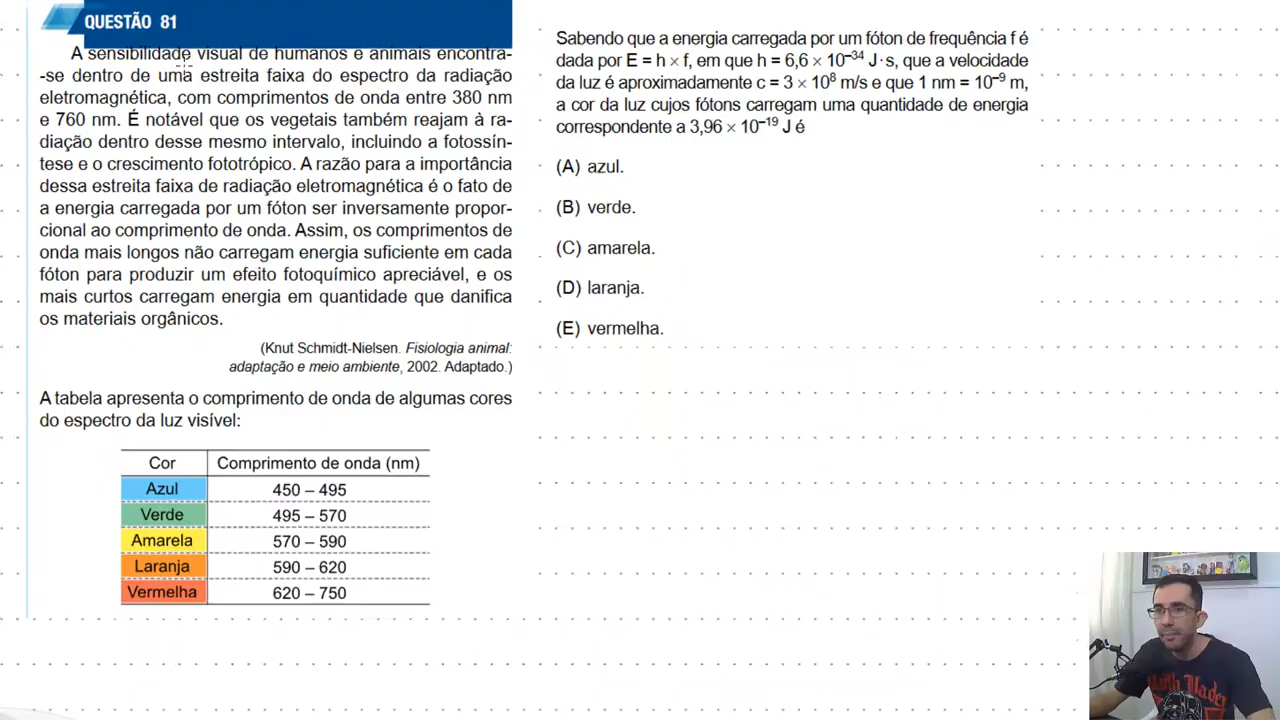 QUESTÃO 81
A sensibilidade visual de humanos e animais encontra-
-se dentro de uma estreita faixa do espectro da radiação
eletromagnética, com comprimentos de onda entre 380 nm
e 760 nm. É notável que os vegetais também reajam à ra-
diação dentro desse mesmo intervalo, incluindo a fotossín-
tese e o crescimento fototrópico. A razão para a importância
dessa estreita faixa de radiação eletromagnética é o fato de
a energia carregada por um fóton ser inversamente propor-
cional ao comprimento de onda. Assim, os comprimentos de
onda mais longos não carregam energia suficiente em cada
fóton para produzir um efeito fotoquímico apreciável, e os
mais curtos carregam energia em quantidade que danifica
os materiais orgânicos.
(Knut Schmidt-Nielsen. Fisiologia animal:
adaptação e meio ambiente, 2002. Adaptado.)
A tabela apresenta o comprimento de onda de algumas cores
do espectro da luz visível:
Cor Comprimento de onda (nm)
Azul 450 – 495
Verde 495 – 570
Amarela 570 – 590
Laranja 590 – 620
Vermelha 620 – 750
Sabendo que a energia carregada por um fóton de frequência f é
dada por E = h × f, em que h = 6,6 × 10⁻³⁴ J·s, que a velocidade
da luz é aproximadamente c = 3 × 10⁸ m/s e que 1 nm = 10⁻⁹ m,
a cor da luz cujos fótons carregam uma quantidade de energia
correspondente a 3,96 × 10⁻¹⁹ J é
(A) azul.
(B) verde.
(C) amarela.
(D) laranja.
(E) vermelha.